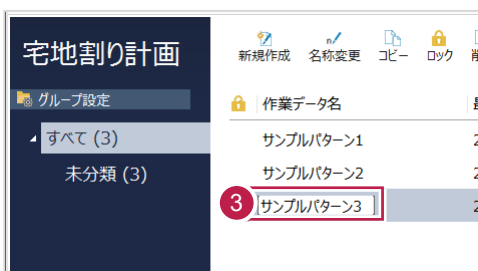 宅地割り計画
新規作成 名称変更 コピー ロック
グループ設定
作業データ名
すべて (3)
未分類 (3)
サンプルパターン1
サンプルパターン2
3 サンプルパターン3